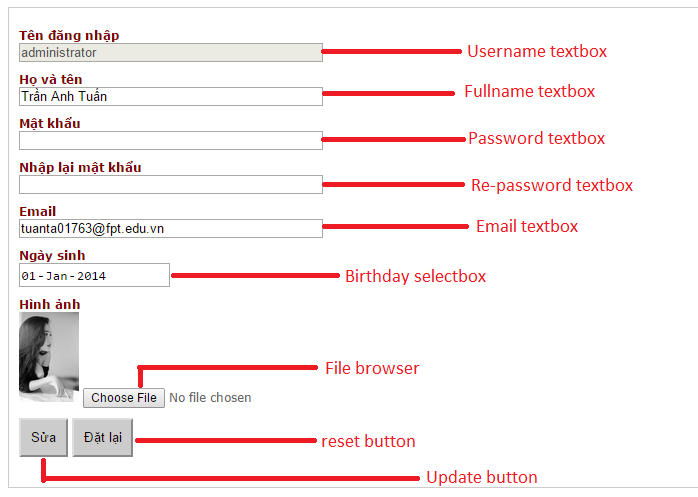 Tên đăng nhập
administrator
Username textbox
Họ và tên
Trần Anh Tuấn
Fullname textbox
Mật khẩu
Password textbox
Nhập lại mật khẩu
Re-password textbox
Email
tuanta01763@fpt.edu.vn
Email textbox
Ngày sinh
01-Jan-2014
Birthday selectbox
Hình ảnh
File browser
Choose File No file chosen
Sửa Đặt lại
reset button
Update button